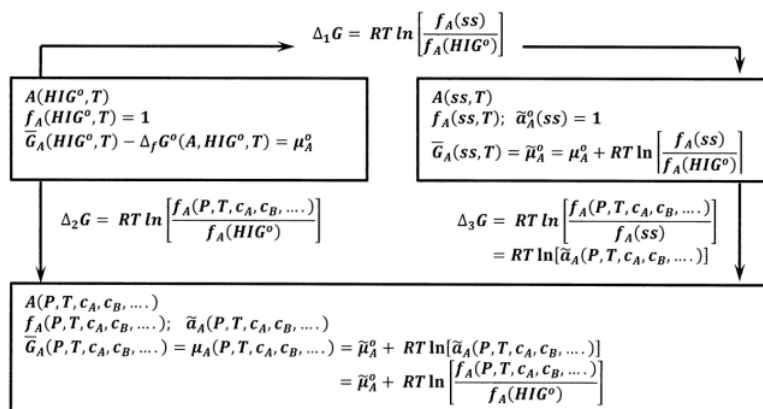 Δ₁G = RT ln[f_A(ss)/f_A(HIG°)]
A(HIG°, T)
f_A(HIG°, T) = 1
G̅_A(HIG°, T) − Δ_fG°(A, HIG°, T) = μ_A°
A(ss, T)
f_A(ss, T); ã_A°(ss) = 1
G̅_A(ss, T) = μ̃_A° = μ_A° + RT ln[f_A(ss)/f_A(HIG°)]
Δ₂G = RT ln[f_A(P, T, c_A, c_B, ....)/f_A(HIG°)]
Δ₃G = RT ln[f_A(P, T, c_A, c_B, ....)/f_A(ss)]
= RT ln[ã_A(P, T, c_A, c_B, ....)]
A(P, T, c_A, c_B, ....)
f_A(P, T, c_A, c_B, ....); ã_A(P, T, c_A, c_B, ....)
G̅_A(P, T, c_A, c_B, ....) = μ_A(P, T, c_A, c_B, ....) = μ̃_A° + RT ln[ã_A(P, T, c_A, c_B, ....)]
= μ̃_A° + RT ln[f_A(P, T, c_A, c_B, ....)/f_A(HIG°)]